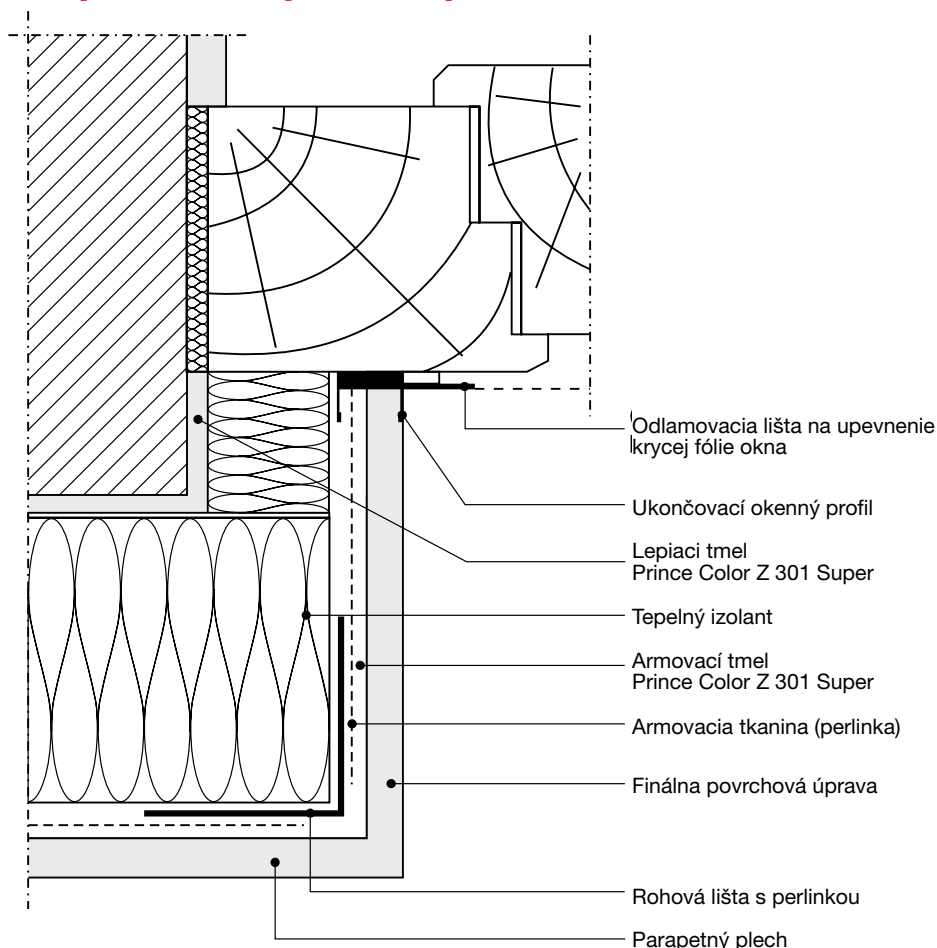 Odlamovacia lišta na upevnenie
krycej fólie okna
Ukončovací okenný profil
Lepiaci tmel
Prince Color Z 301 Super
Tepelný izolant
Armovací tmel
Prince Color Z 301 Super
Armovacia tkanina (perlinka)
Finálna povrchová úprava
Rohová lišta s perlinkou
Parapetný plech